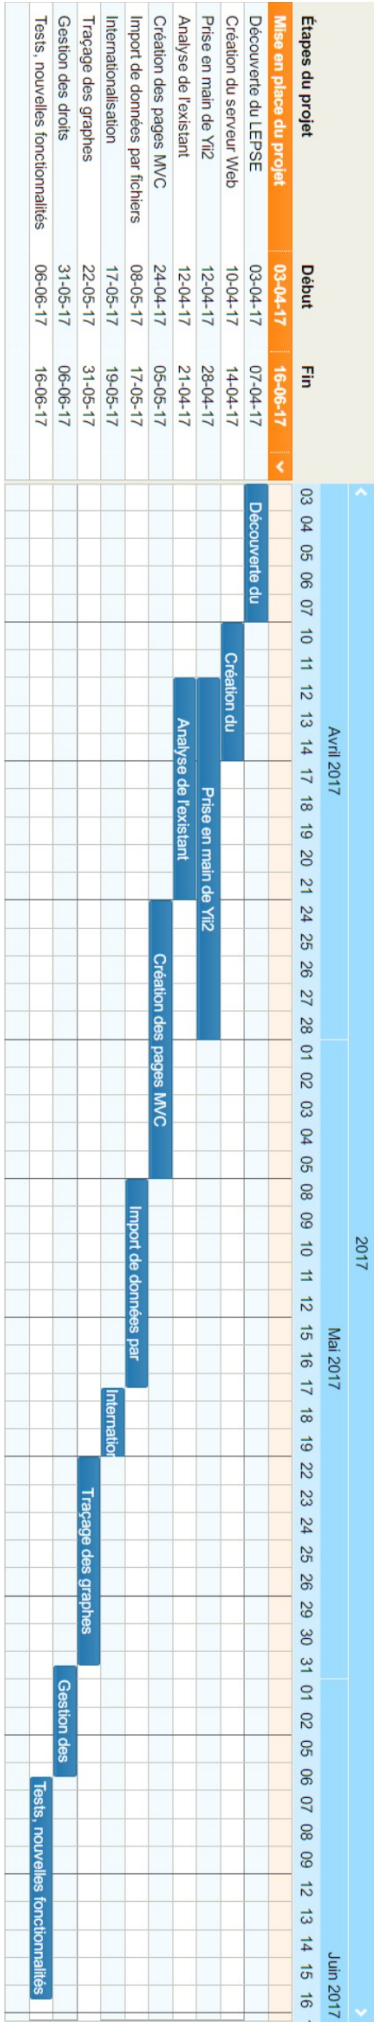 Étapes du projet Début Fin
Mise en place du projet 03-04-17 16-06-17
Découverte du LEPSE 03-04-17 07-04-17
Création du serveur Web 10-04-17 14-04-17
Prise en main de Yii2 12-04-17 28-04-17
Analyse de l'existant 12-04-17 21-04-17
Création des pages MVC 24-04-17 05-05-17
Import de données par fichiers 08-05-17 17-05-17
Internationalisation 17-05-17 19-05-17
Traçage des graphes 22-05-17 31-05-17
Gestion des droits 31-05-17 06-06-17
Tests, nouvelles fonctionnalités 06-06-17 16-06-17
2017
Avril 2017 Mai 2017 Juin 2017
03 04 05 06 07 10 11 12 13 14 17 18 19 20 21 24 25 26 27 28 01 02 03 04 05 08 09 10 11 12 15 16 17 18 19 22 23 24 25 26 29 30 31 01 02 05 06 07 08 09 12 13 14 15 16
Découverte du
Création du
Prise en main de Yii2
Analyse de l'existant
Création des pages MVC
Import de données par
Internation
Traçage des graphes
Gestion des
Tests, nouvelles fonctionnalités